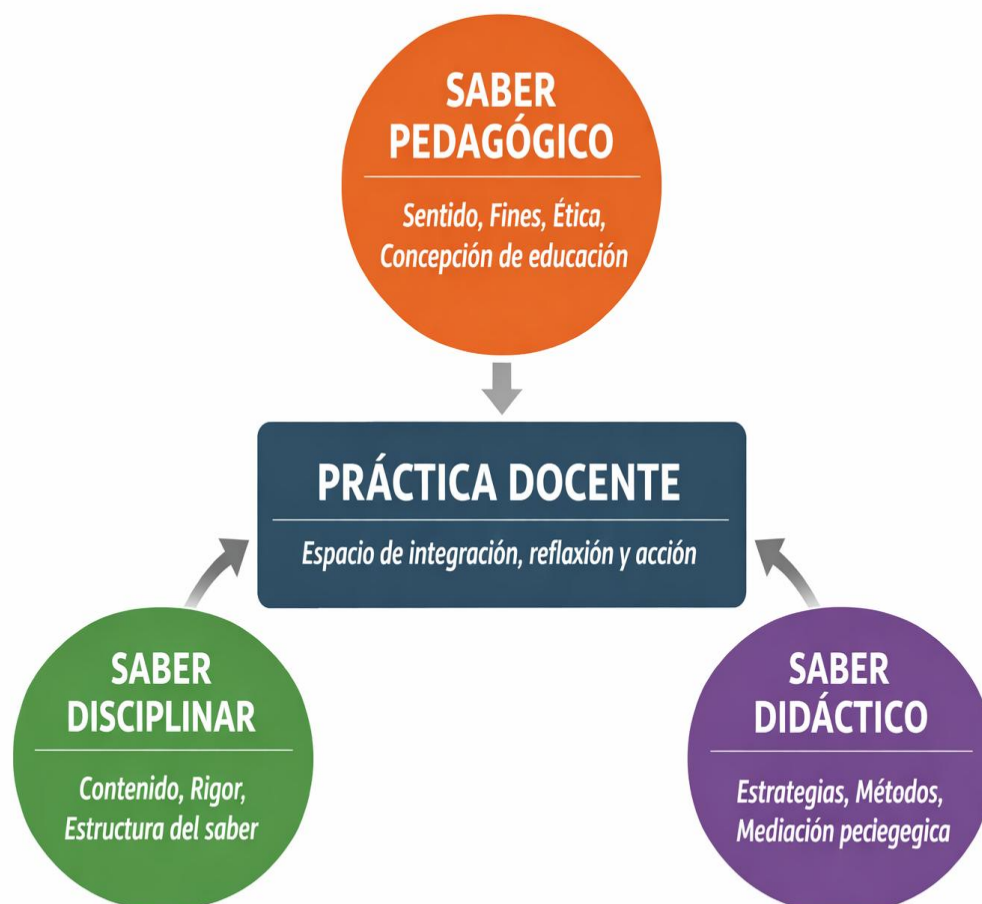 SABER
PEDAGÓGICO
Sentido, Fines, Ética,
Concepción de educación
PRÁCTICA DOCENTE
Espacio de integración, reflaxión y acción
SABER
DISCIPLINAR
Contenido, Rigor,
Estructura del saber
SABER
DIDÁCTICO
Estrategias, Métodos,
Mediación peciegegica